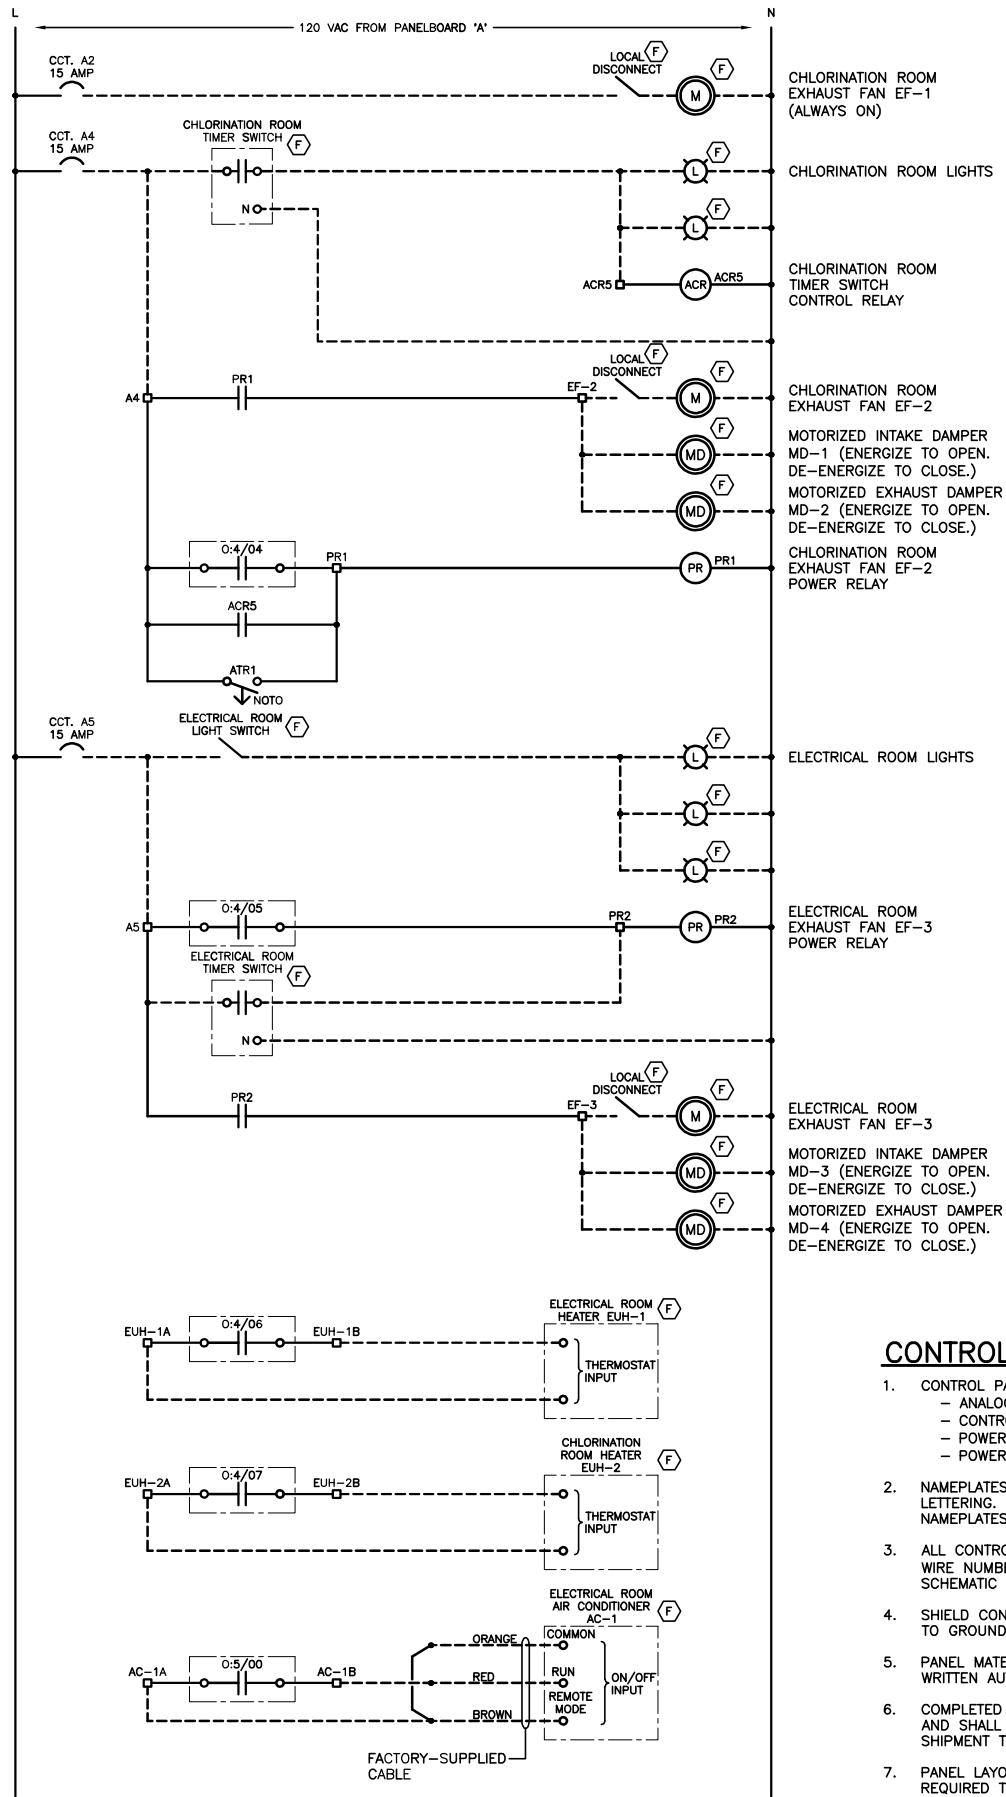 L
N
120 VAC FROM PANELBOARD 'A'
CCT. A2
15 AMP
LOCAL
DISCONNECT
F
F
M
CHLORINATION ROOM
EXHAUST FAN EF-1
(ALWAYS ON)
CCT. A4
15 AMP
CHLORINATION ROOM
TIMER SWITCH
F
N
F
L
CHLORINATION ROOM LIGHTS
F
L
ACR5
ACR
ACR5
CHLORINATION ROOM
TIMER SWITCH
CONTROL RELAY
A4
PR1
EF-2
LOCAL
DISCONNECT
F
F
M
CHLORINATION ROOM
EXHAUST FAN EF-2
F
MD
MOTORIZED INTAKE DAMPER
MD-1 (ENERGIZE TO OPEN.
DE-ENERGIZE TO CLOSE.)
F
MD
MOTORIZED EXHAUST DAMPER
MD-2 (ENERGIZE TO OPEN.
DE-ENERGIZE TO CLOSE.)
O:4/04
PR1
PR
PR1
CHLORINATION ROOM
EXHAUST FAN EF-2
POWER RELAY
ACR5
ATR1
NOTO
CCT. A5
15 AMP
ELECTRICAL ROOM
LIGHT SWITCH
F
F
L
ELECTRICAL ROOM LIGHTS
F
L
F
L
A5
O:4/05
PR2
PR
PR2
ELECTRICAL ROOM
EXHAUST FAN EF-3
POWER RELAY
ELECTRICAL ROOM
TIMER SWITCH
F
N
PR2
EF-3
LOCAL
DISCONNECT
F
F
M
ELECTRICAL ROOM
EXHAUST FAN EF-3
F
MD
MOTORIZED INTAKE DAMPER
MD-3 (ENERGIZE TO OPEN.
DE-ENERGIZE TO CLOSE.)
F
MD
MOTORIZED EXHAUST DAMPER
MD-4 (ENERGIZE TO OPEN.
DE-ENERGIZE TO CLOSE.)
EUH-1A
O:4/06
EUH-1B
ELECTRICAL ROOM
HEATER EUH-1
F
THERMOSTAT
INPUT
EUH-2A
O:4/07
EUH-2B
CHLORINATION
ROOM HEATER
EUH-2
F
THERMOSTAT
INPUT
AC-1A
O:5/00
AC-1B
ORANGE
RED
BROWN
ELECTRICAL ROOM
AIR CONDITIONER
AC-1
F
COMMON
RUN
REMOTE
MODE
ON/OFF
INPUT
FACTORY-SUPPLIED
CABLE
CONTROL
1. CONTROL PA
- ANALOG
- CONTRO
- POWER
- POWER
2. NAMEPLATES
LETTERING.
NAMEPLATES
3. ALL CONTRO
WIRE NUMBE
SCHEMATIC
4. SHIELD CON
TO GROUND
5. PANEL MATE
WRITTEN AU
6. COMPLETED
AND SHALL
SHIPMENT T
7. PANEL LAYO
REQUIRED T